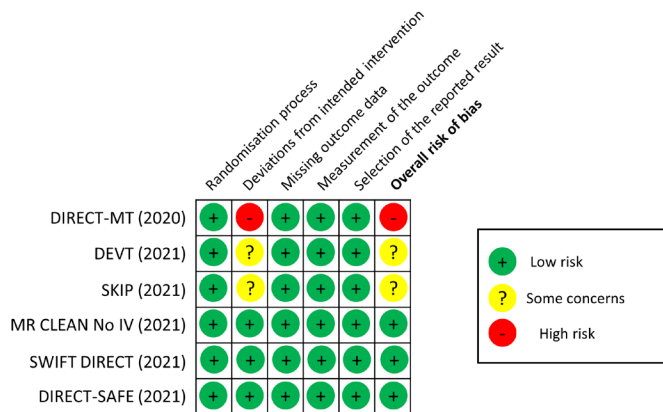 Randomisation process
Deviations from intended intervention
Missing outcome data
Measurement of the outcome
Selection of the reported result
Overall risk of bias
DIRECT-MT (2020) + - + + + -
DEVT (2021) + ? + + + ?
SKIP (2021) + ? + + + ?
MR CLEAN No IV (2021) + + + + + +
SWIFT DIRECT (2021) + + + + + +
DIRECT-SAFE (2021) + + + + + +
+ Low risk
? Some concerns
- High risk